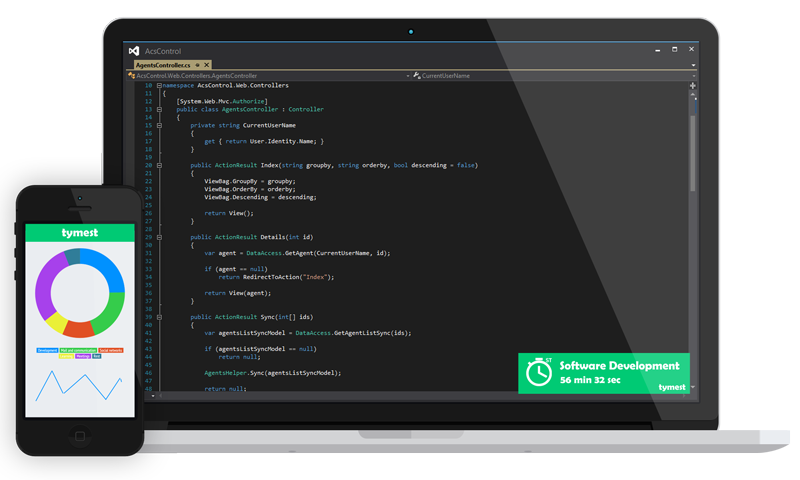 AcsControl
AgentsController.cs
AcsControl.Web.Controllers.AgentsController
CurrentUserName
10 namespace AcsControl.Web.Controllers
11 {
12 [System.Web.Mvc.Authorize]
13 public class AgentsController : Controller
14 {
15 private string CurrentUserName
16 {
17 get { return User.Identity.Name; }
18 }
19
20 public ActionResult Index(string groupby, string orderby, bool descending = false)
21 {
22 ViewBag.GroupBy = groupby;
23 ViewBag.OrderBy = orderby;
24 ViewBag.Descending = descending;
25
26 return View();
27 }
28
29 public ActionResult Details(int id)
30 {
31 var agent = DataAccess.GetAgent(CurrentUserName, id);
32
33 if (agent == null)
34 return RedirectToAction("Index");
35
36 return View(agent);
37 }
38
39 public ActionResult Sync(int[] ids)
40 {
41 var agentsListSyncModel = DataAccess.GetAgentListSync(ids);
42
43 if (agentsListSyncModel == null)
44 return null;
45
46 AgentsHelper.Sync(agentsListSyncModel);
47
48 return null;
ST
Software Development
56 min 32 sec
tymest
tymest
Development
Mail and communication
Social networks
Meetings